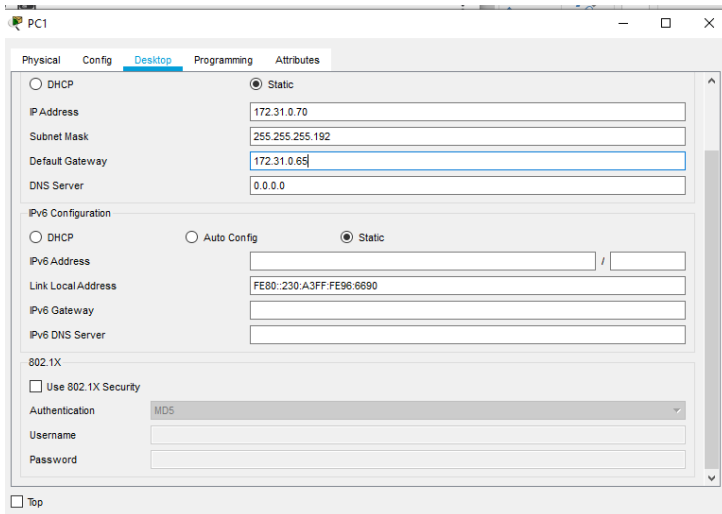 PC1
Physical Config Desktop Programming Attributes
DHCP Static
IP Address 172.31.0.70
Subnet Mask 255.255.255.192
Default Gateway 172.31.0.65
DNS Server 0.0.0.0
IPv6 Configuration
DHCP Auto Config Static
IPv6 Address /
Link Local Address FE80::230:A3FF:FE96:6690
IPv6 Gateway
IPv6 DNS Server
802.1X
Use 802.1X Security
Authentication MD5
Username
Password
Top